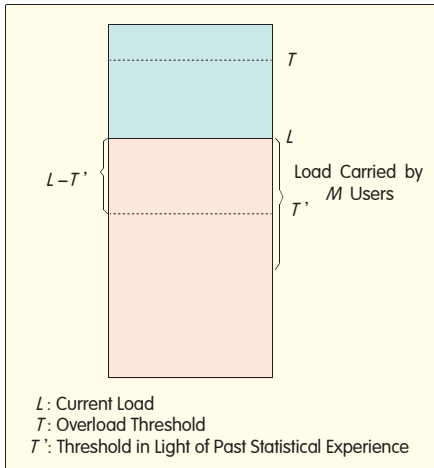 T
L
L–T’
Load Carried by
M Users
T’
L: Current Load
T: Overload Threshold
T’: Threshold in Light of Past Statistical Experience